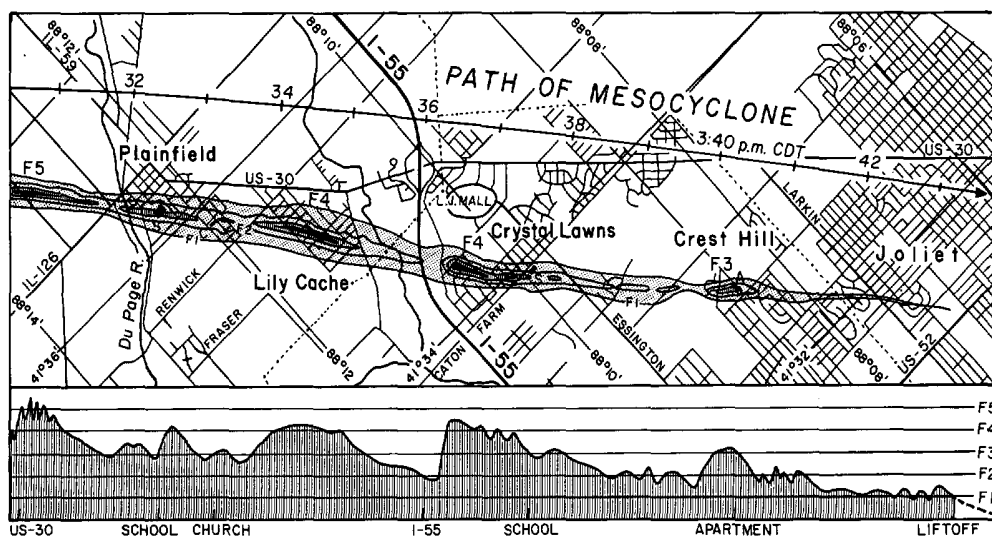 88°12'
IL-59
88°10'
I-55
88°08'
88°06'
PATH OF MESOCYCLONE
32
34
36
38
3:40 p.m. CDT
42
US-30
Plainfield
US-30
9
L.J. MALL
F5
F4
F2
F1
Crystal Lawns
F4
Crest Hill
F3
LARKIN
Joliet
Lily Cache
F1
IL-126
88°14'
41°36'
Du Page R.
RENWICK
FRASER
88°12
41°34'
CATON FARM
I-55
88°10'
ESSINGTON
41°32'
88°08'
US-52
F5
F4
F3
F2
F1
US-30 SCHOOL CHURCH I-55 SCHOOL APARTMENT LIFTOFF